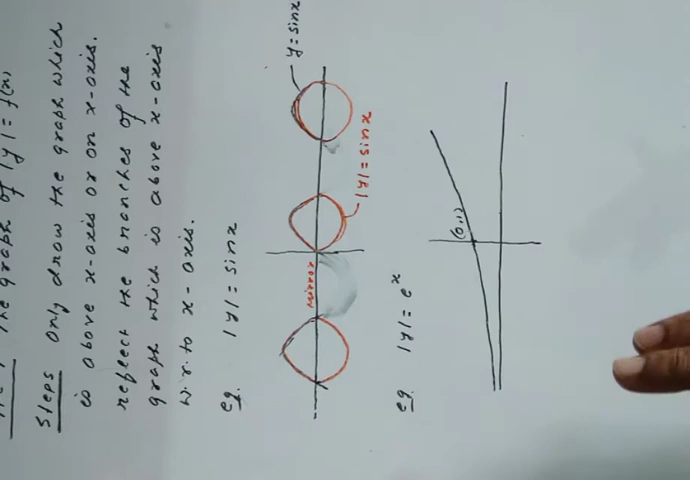 The graph of |y| = f(x)
Steps only draw the graph which
is above x-axis or on x-axis.
reflect the branches of the
graph which is above x-axis
w.r. to x-axis.
eg. |y| = sinx
y = sinx
mirror
|y| = sinx
eg. |y| = e^x
(0,1)